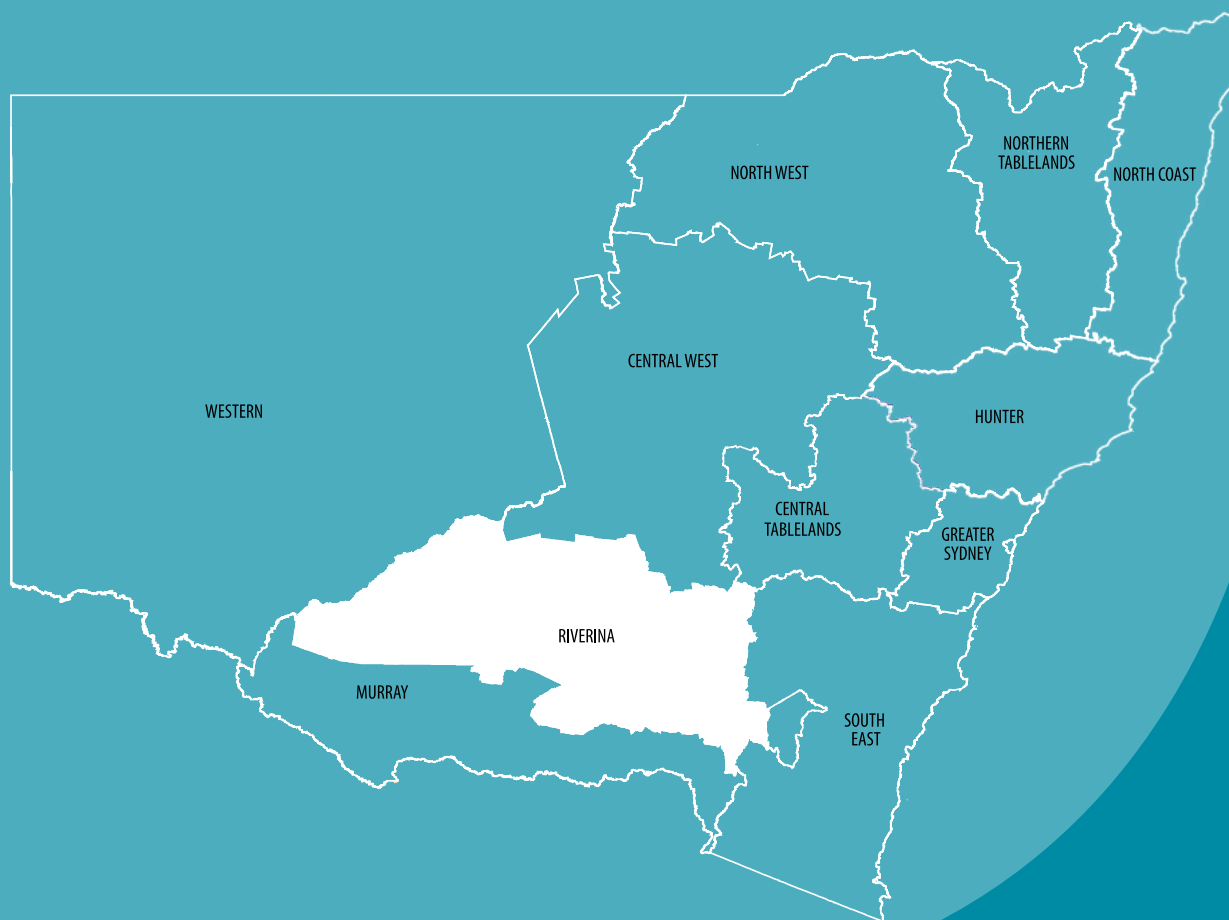 NORTHERN
TABLELANDS
NORTH WEST
NORTH COAST
CENTRAL WEST
WESTERN
HUNTER
CENTRAL
TABLELANDS
GREATER
SYDNEY
RIVERINA
MURRAY
SOUTH
EAST